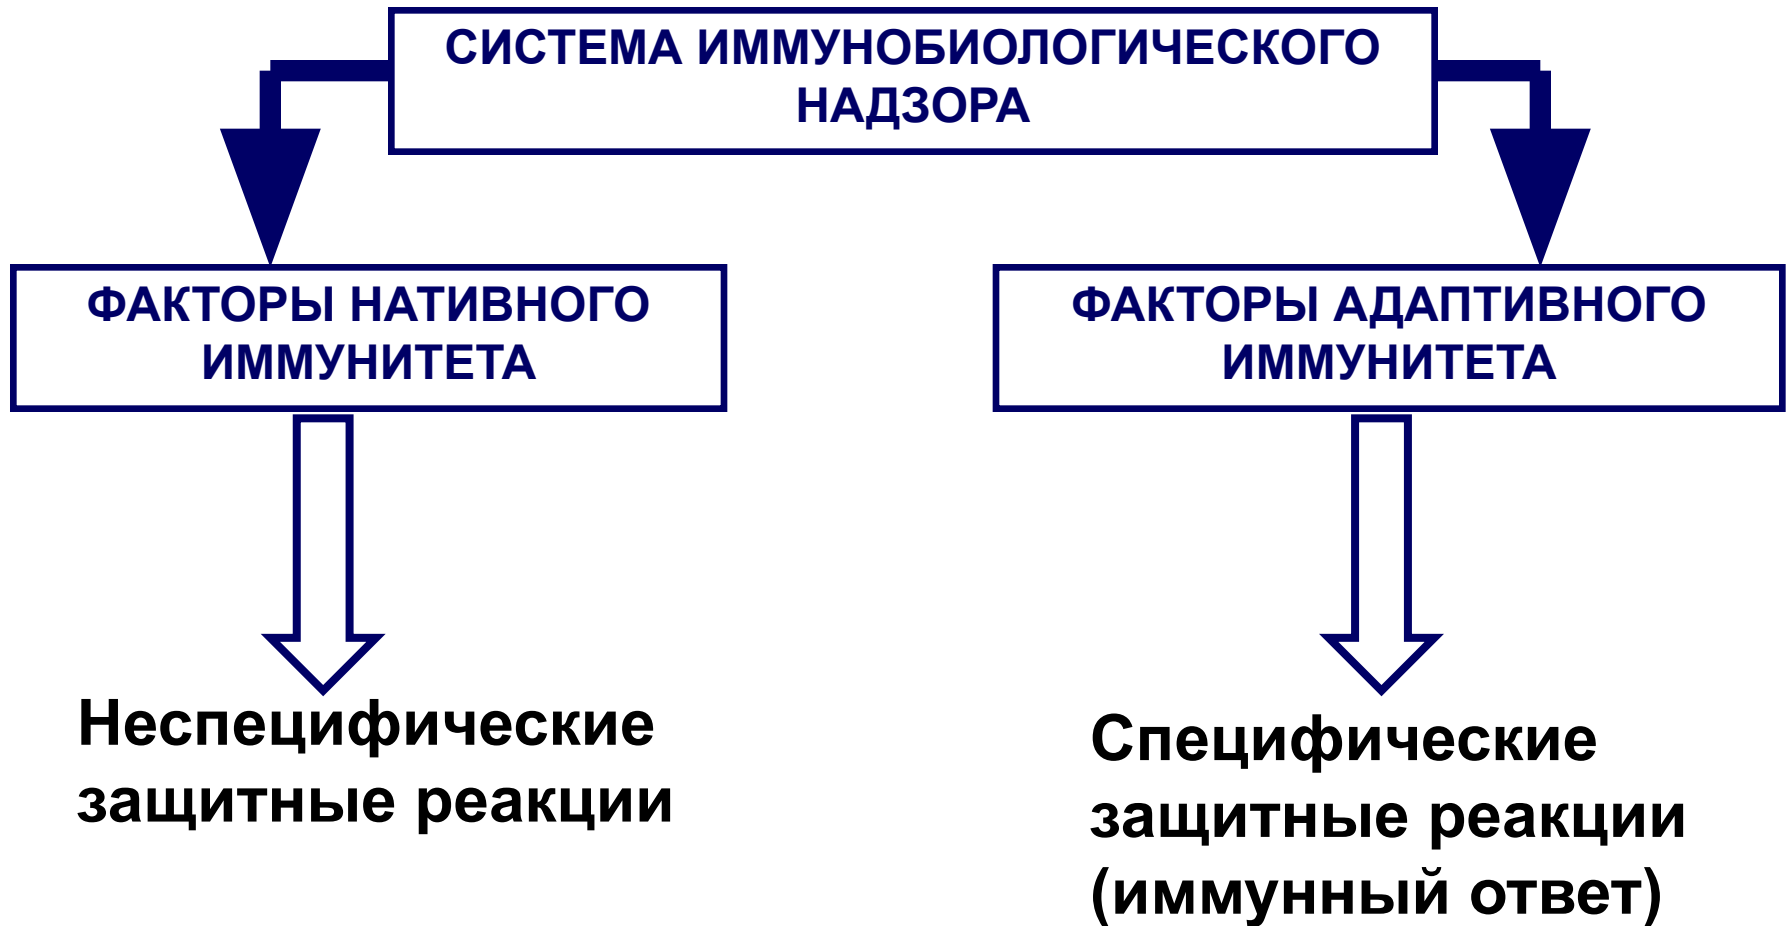 СИСТЕМА ИММУНОБИОЛОГИЧЕСКОГО
НАДЗОРА
ФАКТОРЫ НАТИВНОГО
ИММУНИТЕТА
ФАКТОРЫ АДАПТИВНОГО
ИММУНИТЕТА
Неспецифические
защитные реакции
Специфические
защитные реакции
(иммунный ответ)